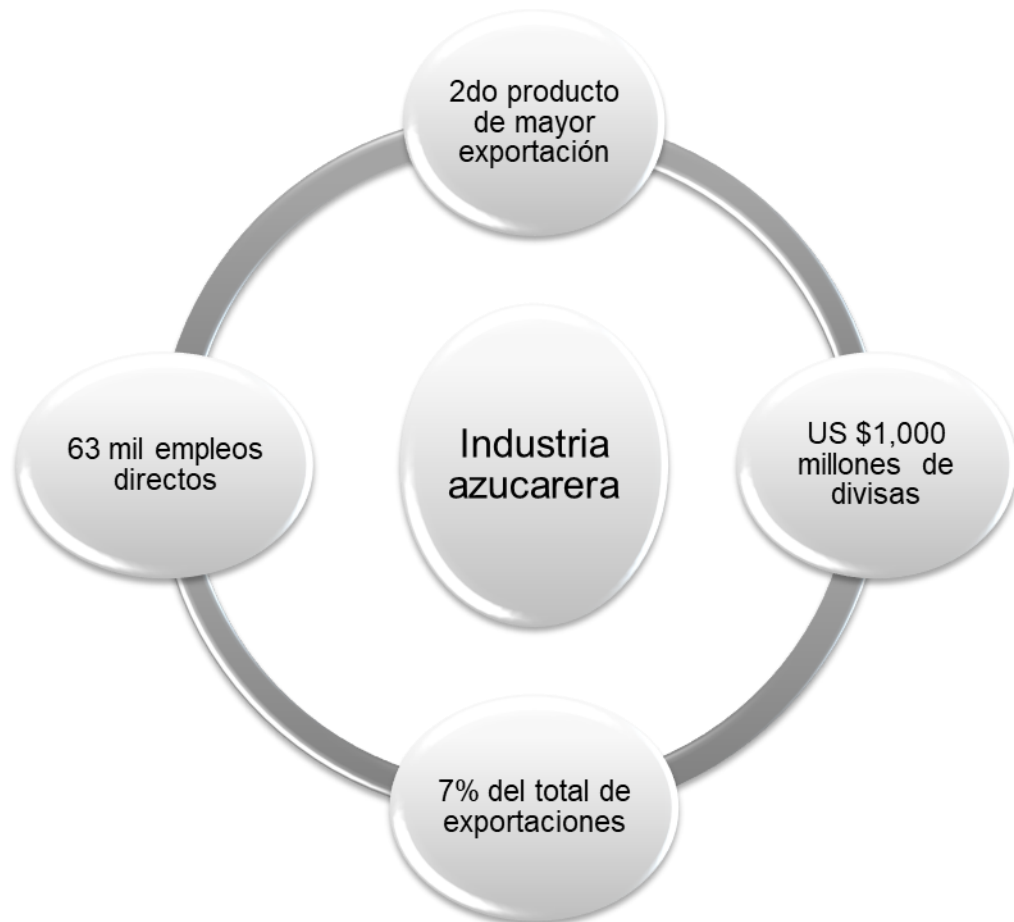 2do producto
de mayor
exportación
63 mil empleos
directos
Industria
azucarera
US $1,000
millones de
divisas
7% del total de
exportaciones